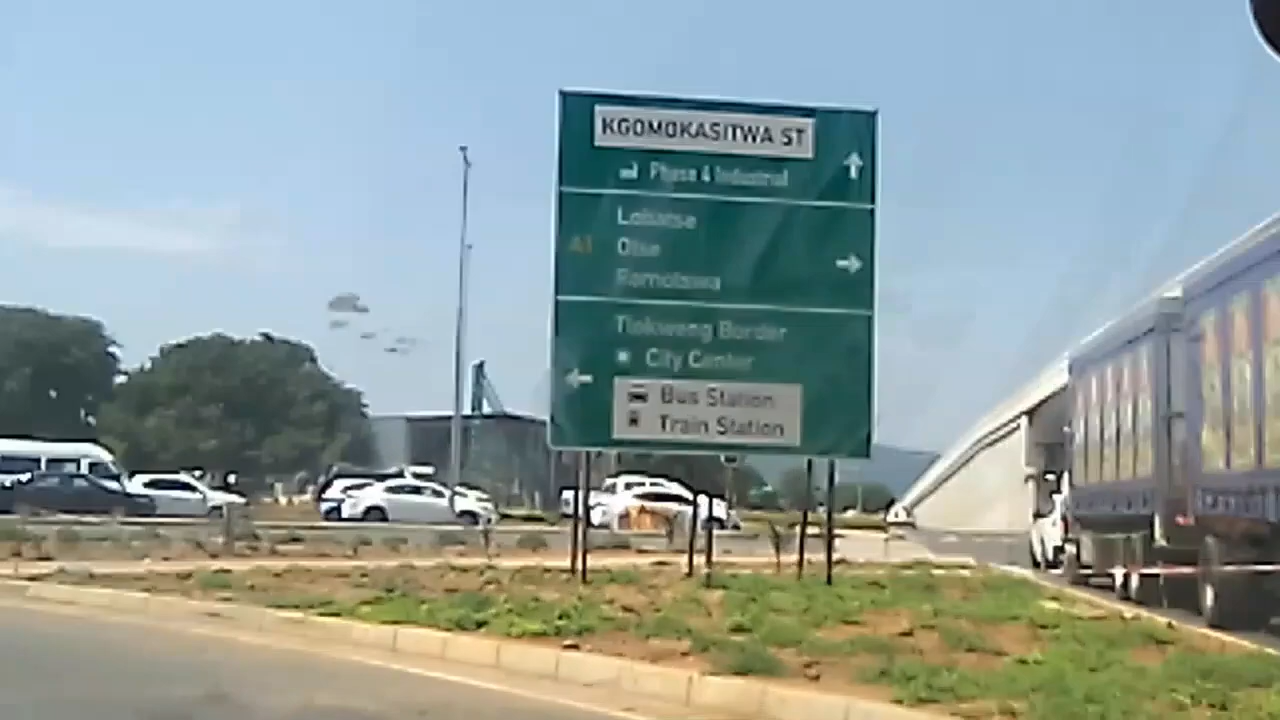 KGOMOKASITWA ST
Phase 4 Industrial
Lobatse
A1 Otse
Ramotswa
Tlokweng Border
City Center
Bus Station
Train Station